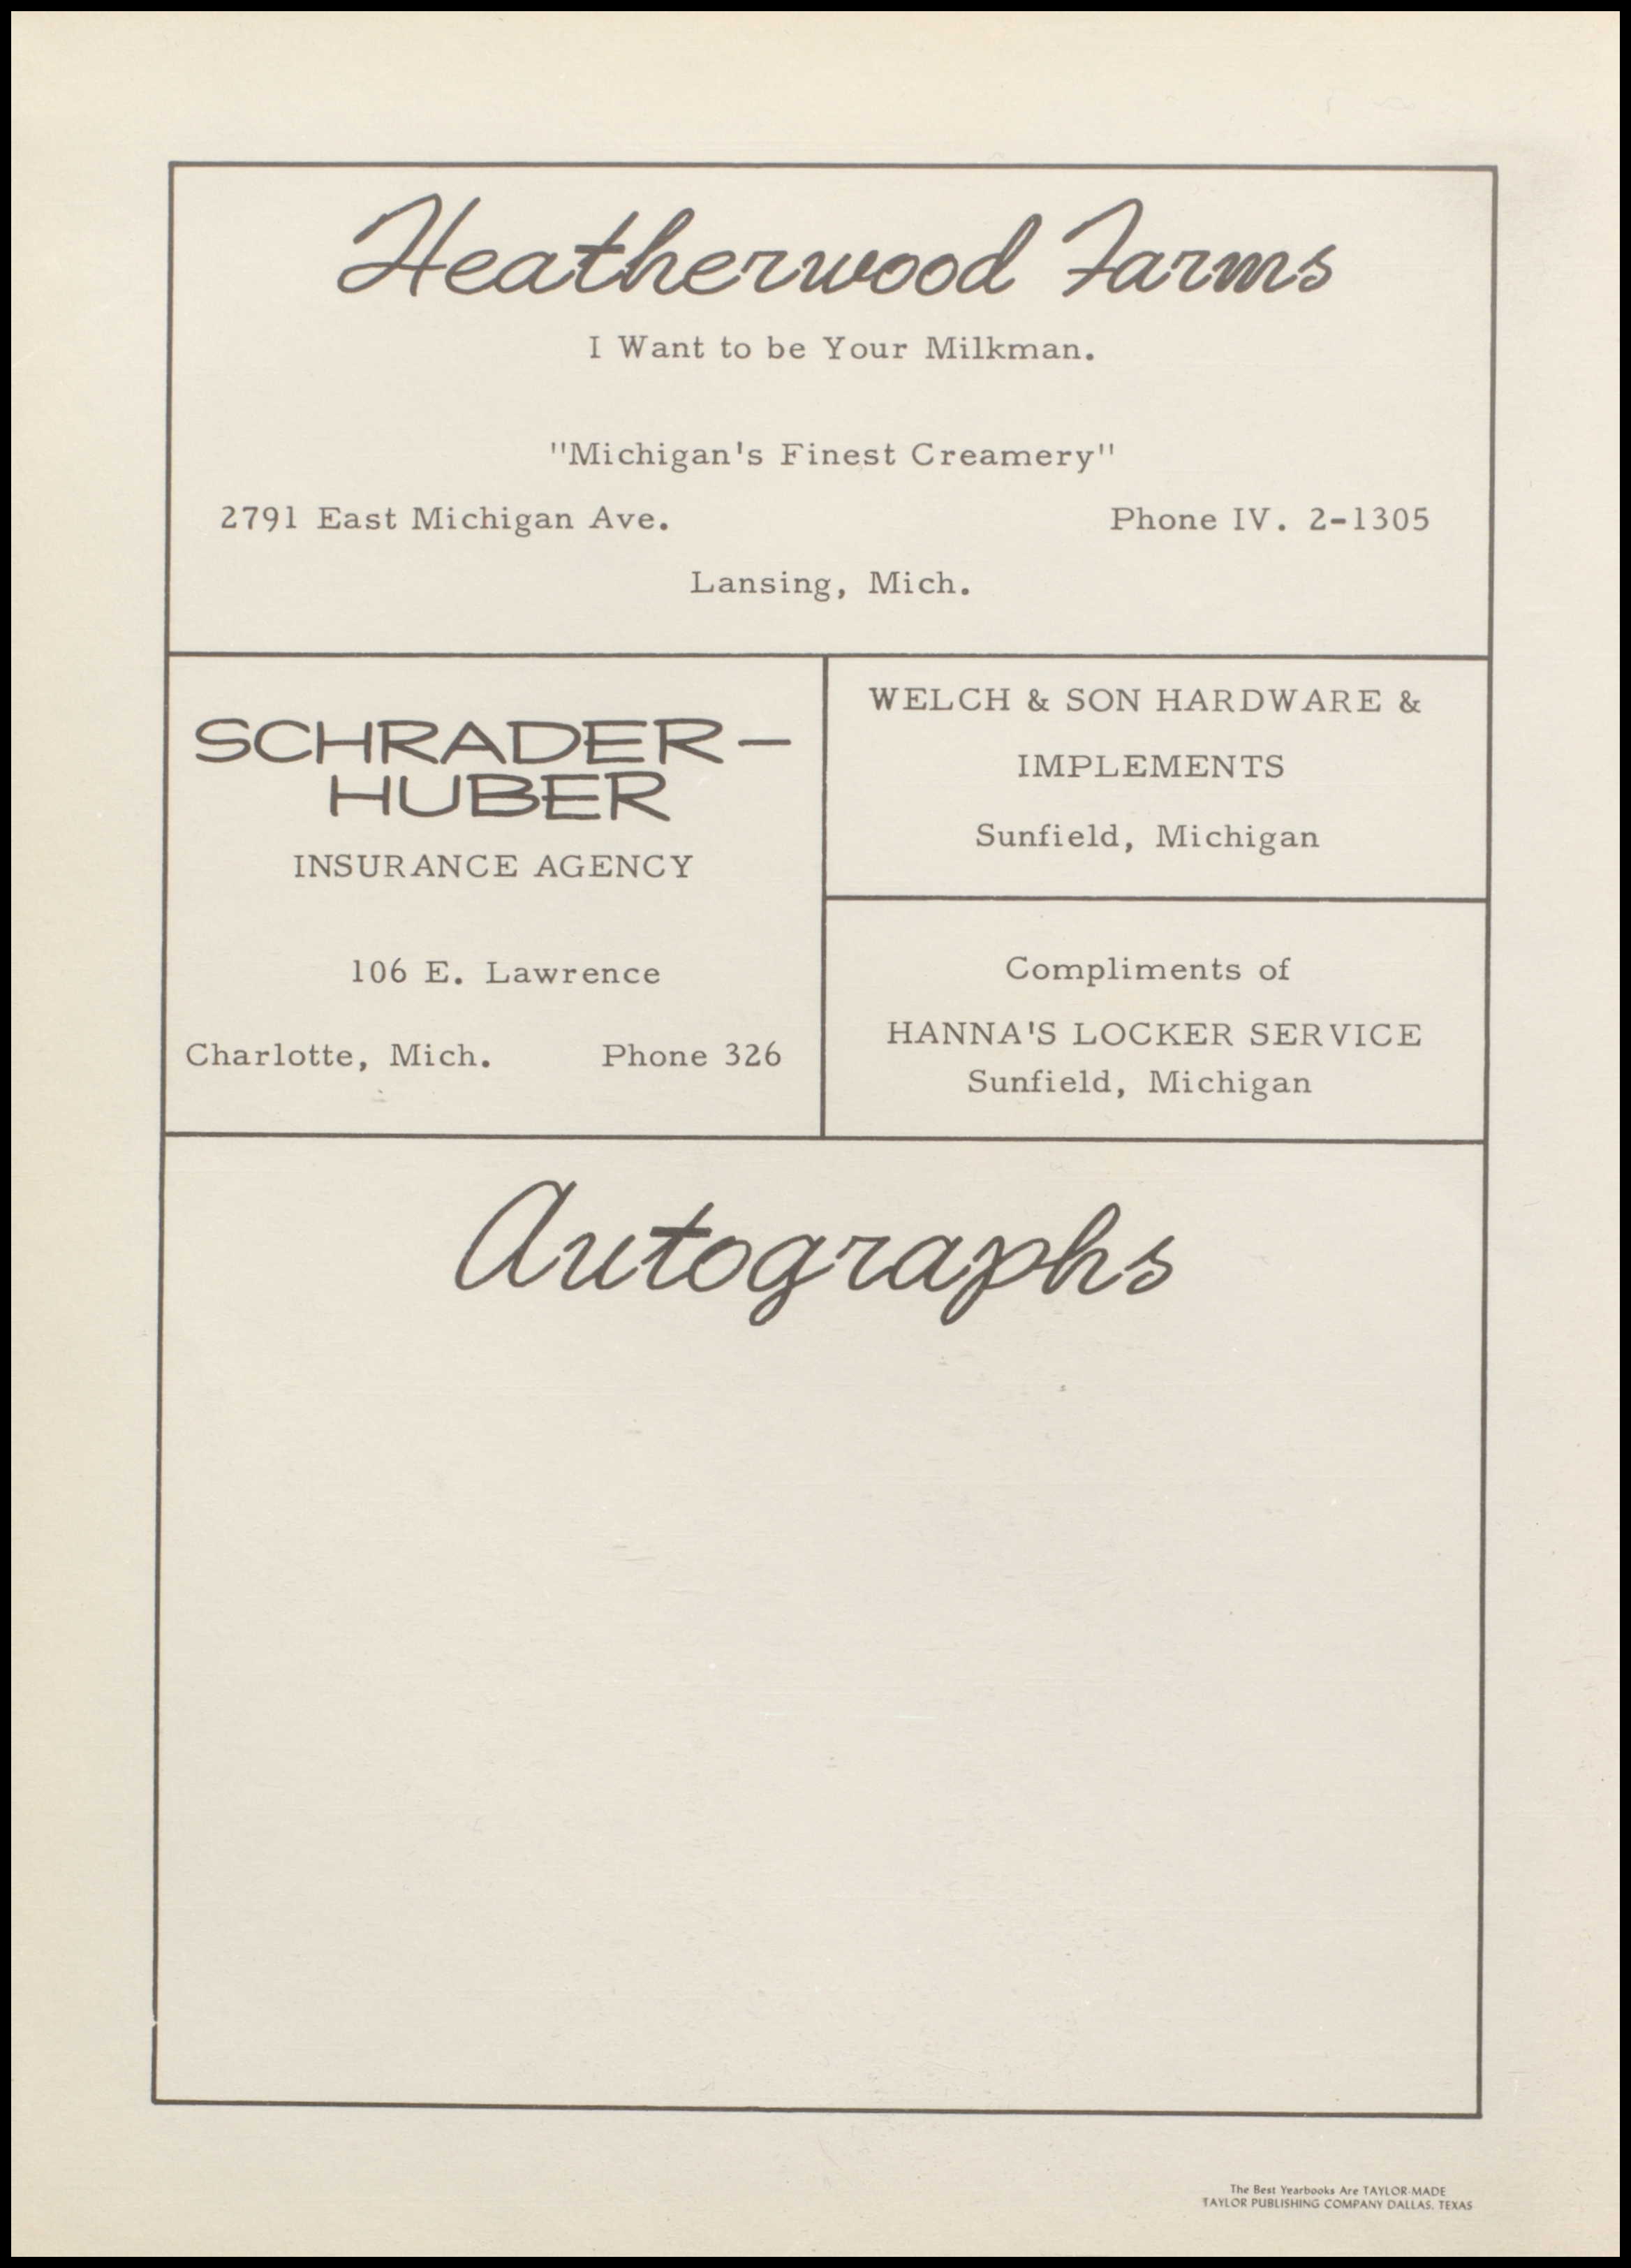 Heatherwood Farms
I Want to be Your Milkman.
"Michigan's Finest Creamery"
2791 East Michigan Ave. Phone IV. 2-1305
Lansing, Mich.
SCHRADER-
HUBER
INSURANCE AGENCY
106 E. Lawrence
Charlotte, Mich. Phone 326
WELCH & SON HARDWARE &
IMPLEMENTS
Sunfield, Michigan
Compliments of
HANNA'S LOCKER SERVICE
Sunfield, Michigan
Autographs
The Best Yearbooks Are TAYLOR-MADE
TAYLOR PUBLISHING COMPANY DALLAS, TEXAS